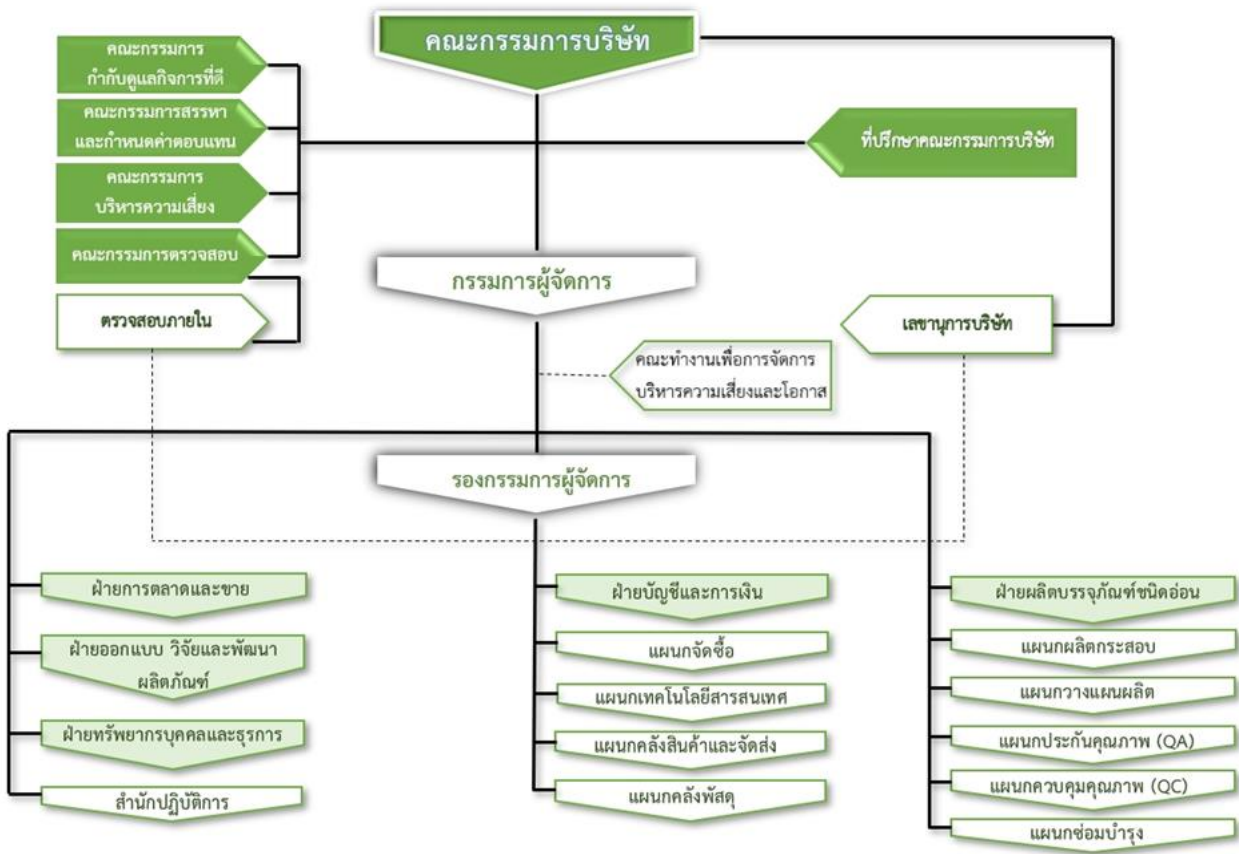 คณะกรรมการบริษัท
คณะกรรมการ
กำกับดูแลกิจการที่ดี
คณะกรรมการสรรหา
และกำหนดค่าตอบแทน
คณะกรรมการ
บริหารความเสี่ยง
คณะกรรมการตรวจสอบ
ตรวจสอบภายใน
ที่ปรึกษาคณะกรรมการบริษัท
กรรมการผู้จัดการ
เลขานุการบริษัท
คณะทำงานเพื่อการจัดการ
บริหารความเสี่ยงและโอกาส
รองกรรมการผู้จัดการ
ฝ่ายการตลาดและขาย
ฝ่ายออกแบบ วิจัยและพัฒนา
ผลิตภัณฑ์
ฝ่ายทรัพยากรบุคคลและธุรการ
สำนักปฏิบัติการ
ฝ่ายบัญชีและการเงิน
แผนกจัดซื้อ
แผนกเทคโนโลยีสารสนเทศ
แผนกคลังสินค้าและจัดส่ง
แผนกคลังพัสดุ
ฝ่ายผลิตบรรจุภัณฑ์ชนิดอ่อน
แผนกผลิตกระสอบ
แผนกวางแผนผลิต
แผนกประกันคุณภาพ (QA)
แผนกควบคุมคุณภาพ (QC)
แผนกซ่อมบำรุง